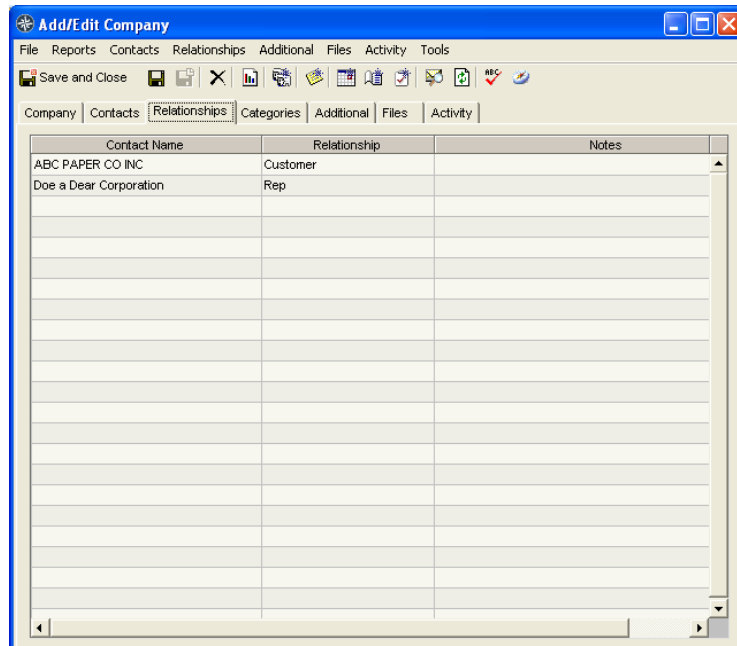 Add/Edit Company
File Reports Contacts Relationships Additional Files Activity Tools
Save and Close ABC
Company Contacts Relationships Categories Additional Files Activity
Contact Name Relationship Notes
ABC PAPER CO INC Customer
Doe a Dear Corporation Rep